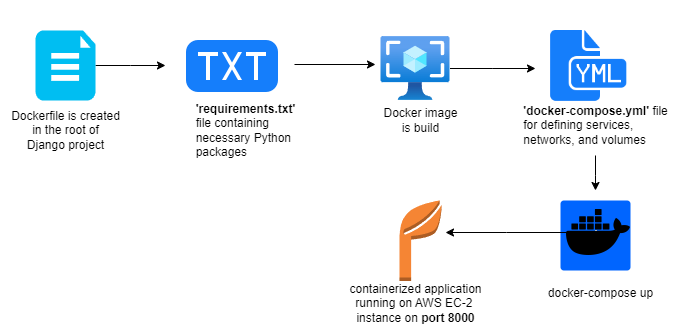 TXT
YML
Dockerfile is created
in the root of
Django project
'requirements.txt'
file containing
necessary Python
packages
Docker image
is build
'docker-compose.yml' file
for defining services,
networks, and volumes
containerized application
running on AWS EC-2
instance on port 8000
docker-compose up